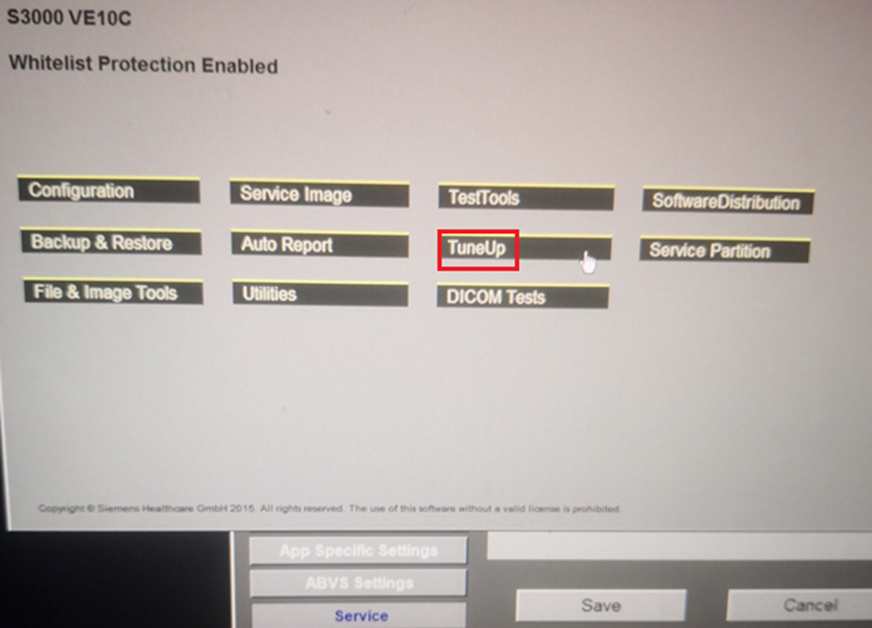 S3000 VE10C
Whitelist Protection Enabled
Configuration
Service Image
TestTools
SoftwareDistribution
Backup & Restore
Auto Report
TuneUp
Service Partition
File & Image Tools
Utilities
DICOM Tests
Copyright © Siemens Healthcare GmbH 2015. All rights reserved. The use of this software without a valid license is prohibited.
App Specific Settings
ABVS Settings
Service
Save
Cancel